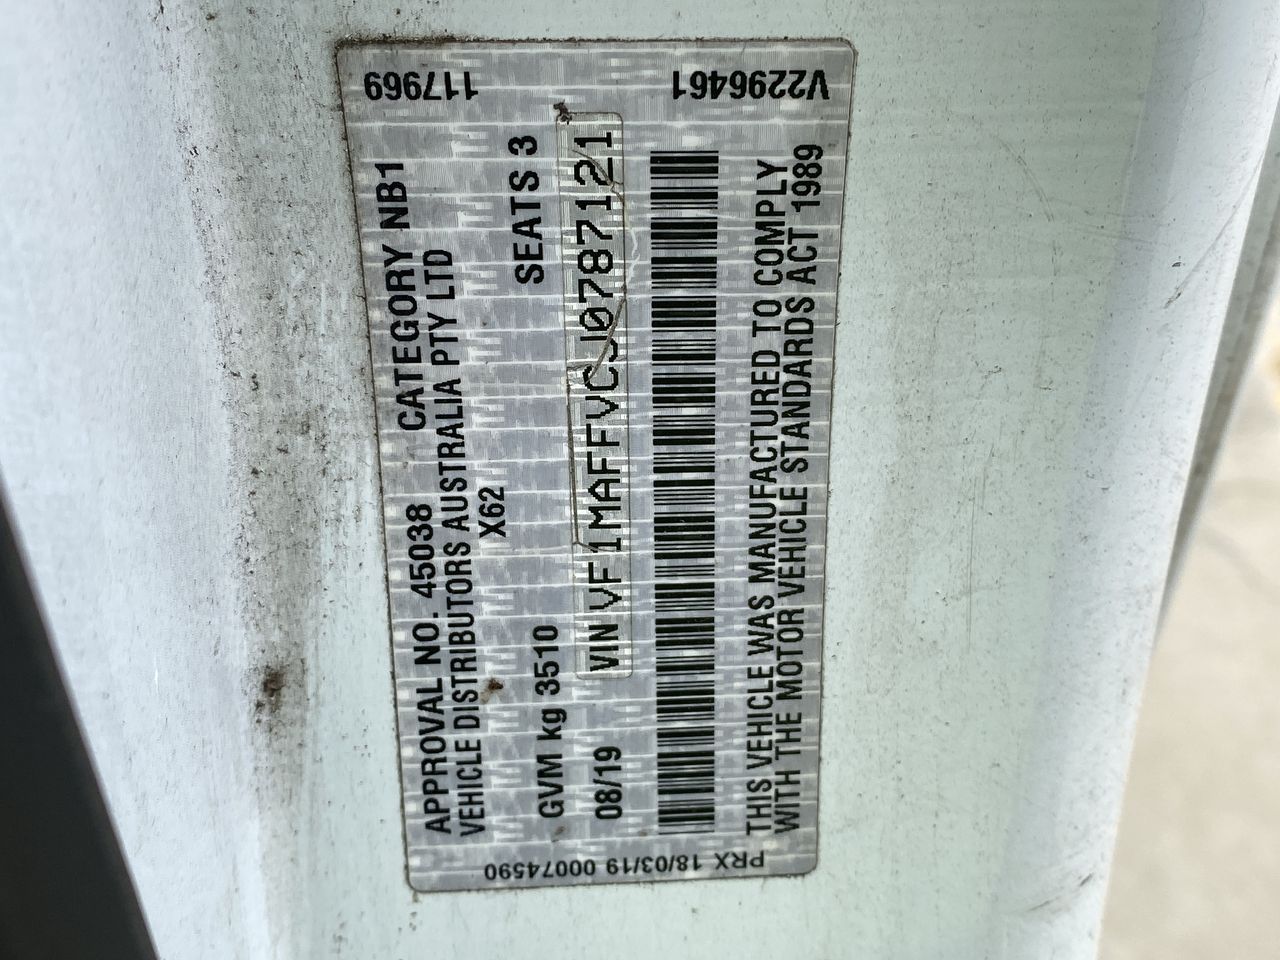 117969
V2296461
APPROVAL NO. 45038 CATEGORY NB1
VEHICLE DISTRIBUTORS AUSTRALIA PTY LTD
X62
GVM kg 3510 SEATS 3
08/19 VIN VF1MAFFVCJ0787121
THIS VEHICLE WAS MANUFACTURED TO COMPLY
WITH THE MOTOR VEHICLE STANDARDS ACT 1989
PRX 18/03/19 00074590